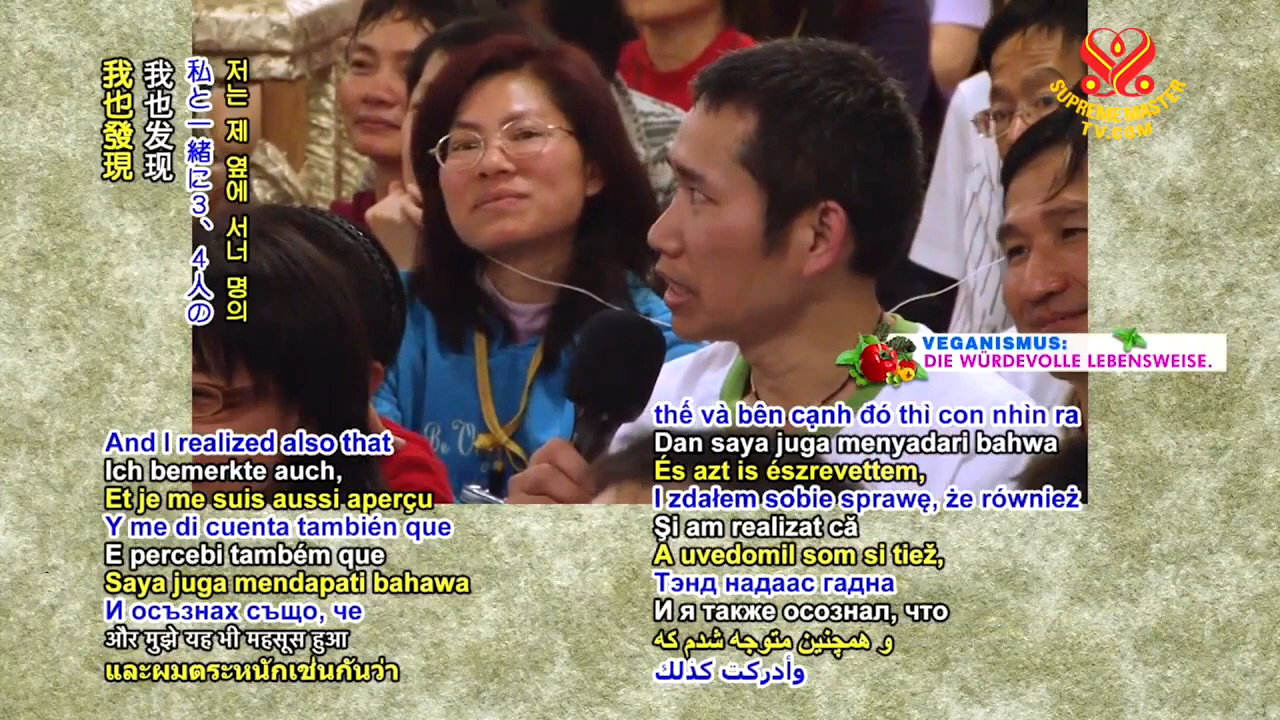 SUPREME MASTER
TV.COM
我也發現
我也发现
私と一緒に3、4人の
저는 제 옆에 서너 명의
VEGANISMUS:
DIE WÜRDEVOLLE LEBENSWEISE.
And I realized also that
Ich bemerkte auch,
Et je me suis aussi aperçu
Y me di cuenta también que
E percebi também que
Saya juga mendapati bahawa
И осъзнах също, че
और मुझे यह भी महसूस हुआ
และผมตระหนักเช่นกันว่า
thế và bên cạnh đó thì con nhìn ra
Dan saya juga menyadari bahwa
És azt is észrevettem,
I zdałem sobie sprawę, że również
Și am realizat că
A uvedomil som si tiež,
Тэнд надаас гадна
И я также осознал, что
و همچنین متوجه شدم که
وأدركت كذلك